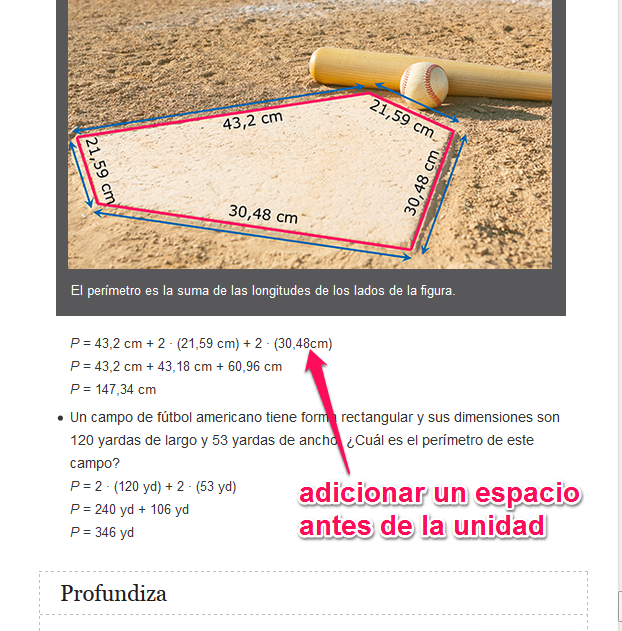 43,2 cm
21,59 cm
21,59 cm
30,48 cm
30,48 cm
El perímetro es la suma de las longitudes de los lados de la figura.
P = 43,2 cm + 2 · (21,59 cm) + 2 · (30,48cm)
P = 43,2 cm + 43,18 cm + 60,96 cm
P = 147,34 cm
• Un campo de fútbol americano tiene forma rectangular y sus dimensiones son
120 yardas de largo y 53 yardas de ancho. ¿Cuál es el perímetro de este
campo?
P = 2 · (120 yd) + 2 · (53 yd)
P = 240 yd + 106 yd
P = 346 yd
adicionar un espacio
antes de la unidad
Profundiza